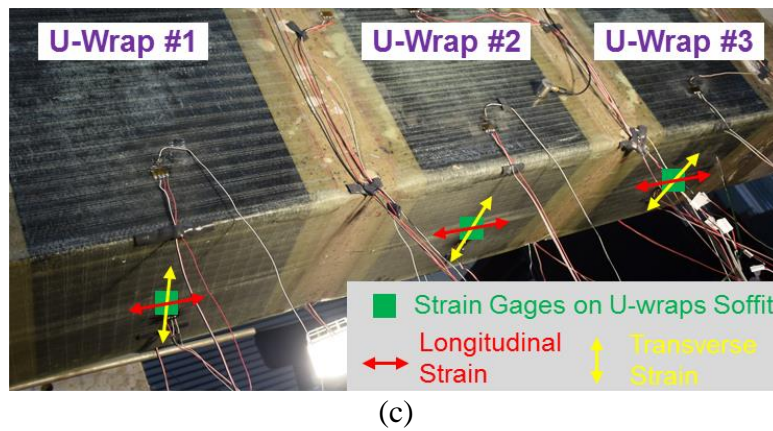 U-Wrap #1
U-Wrap #2
U-Wrap #3
Strain Gages on U-wraps Soffit
Longitudinal
Strain
Transverse
Strain
(c)